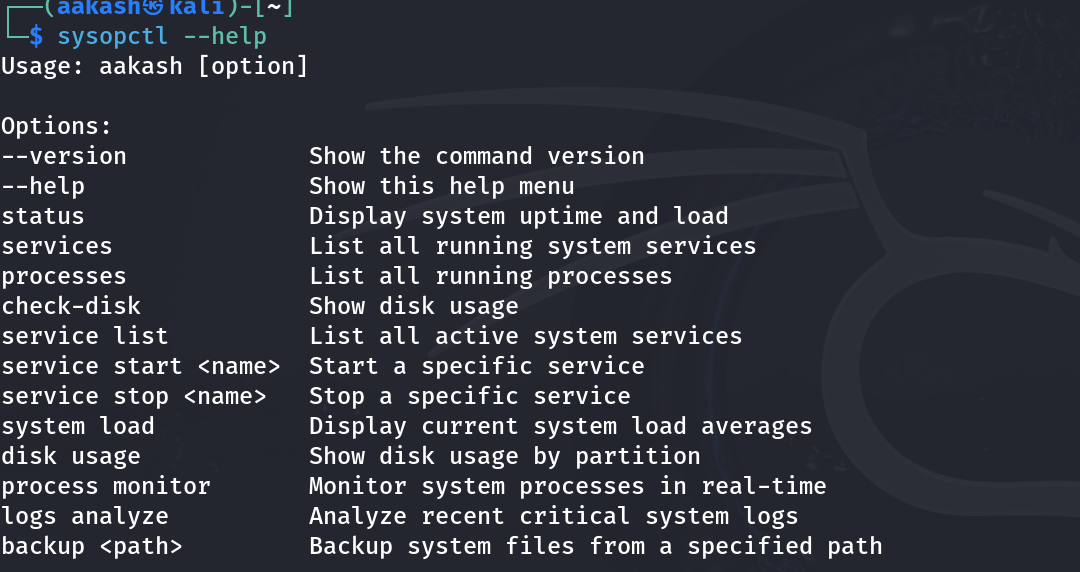 ┌──(aakash㉿kali)-[~]
└─$ sysopctl --help
Usage: aakash [option]

Options:
--version             Show the command version
--help                Show this help menu
status                Display system uptime and load
services              List all running system services
processes             List all running processes
check-disk            Show disk usage
service list          List all active system services
service start <name>  Start a specific service
service stop <name>   Stop a specific service
system load           Display current system load averages
disk usage            Show disk usage by partition
process monitor       Monitor system processes in real-time
logs analyze          Analyze recent critical system logs
backup <path>         Backup system files from a specified path